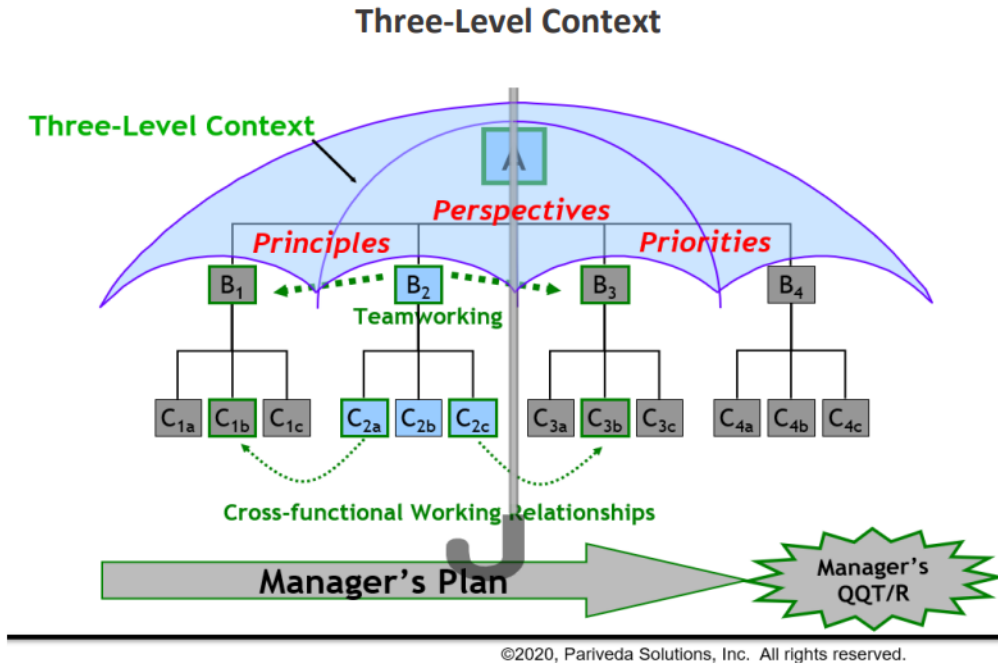 Three-Level Context
Three-Level Context
A
Perspectives
Principles
Priorities
B1
B2
B3
B4
Teamworking
C1a
C1b
C1c
C2a
C2b
C2c
C3a
C3b
C3c
C4a
C4b
C4c
Cross-functional Working Relationships
Manager's Plan
Manager's
QQT/R
©2020, Pariveda Solutions, Inc. All rights reserved.